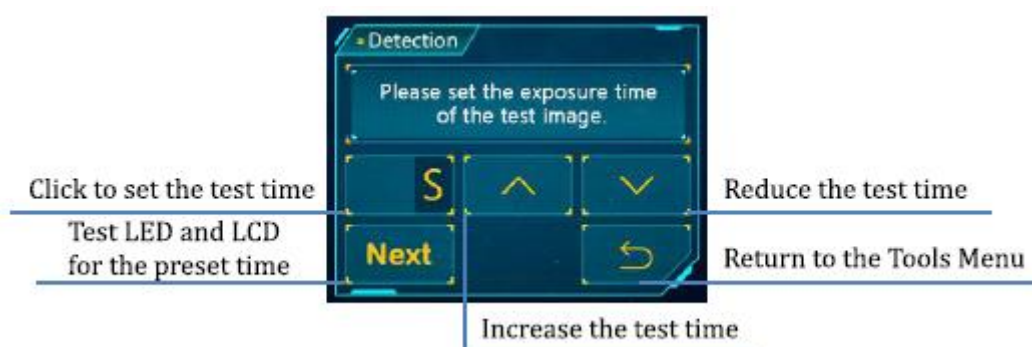 Detection
Please set the exposure time
of the test image.
S
Click to set the test time
Reduce the test time
Test LED and LCD
for the preset time
Next
Return to the Tools Menu
Increase the test time